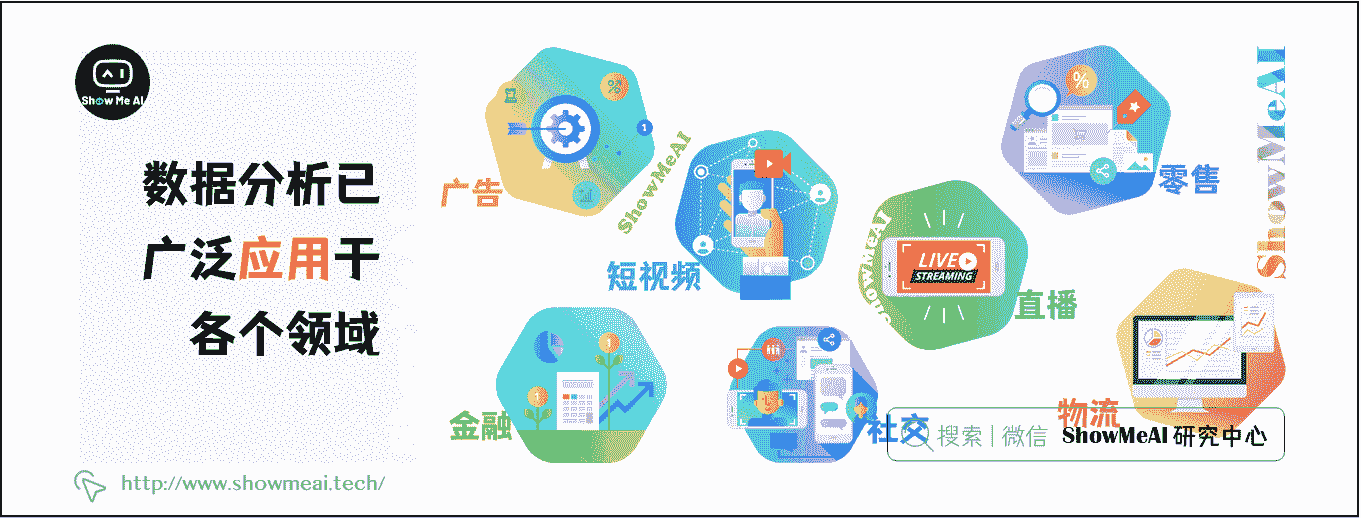 Show Me AI
数据分析已
广泛应用于
各个领域
http://www.showmeai.tech/
广告
ShowMeAI
短视频
LIVE
STREAMING
ShowMeAI
直播
零售
ShowMeAI
金融
社交
物流
搜索 | 微信 ShowMeAI 研究中心